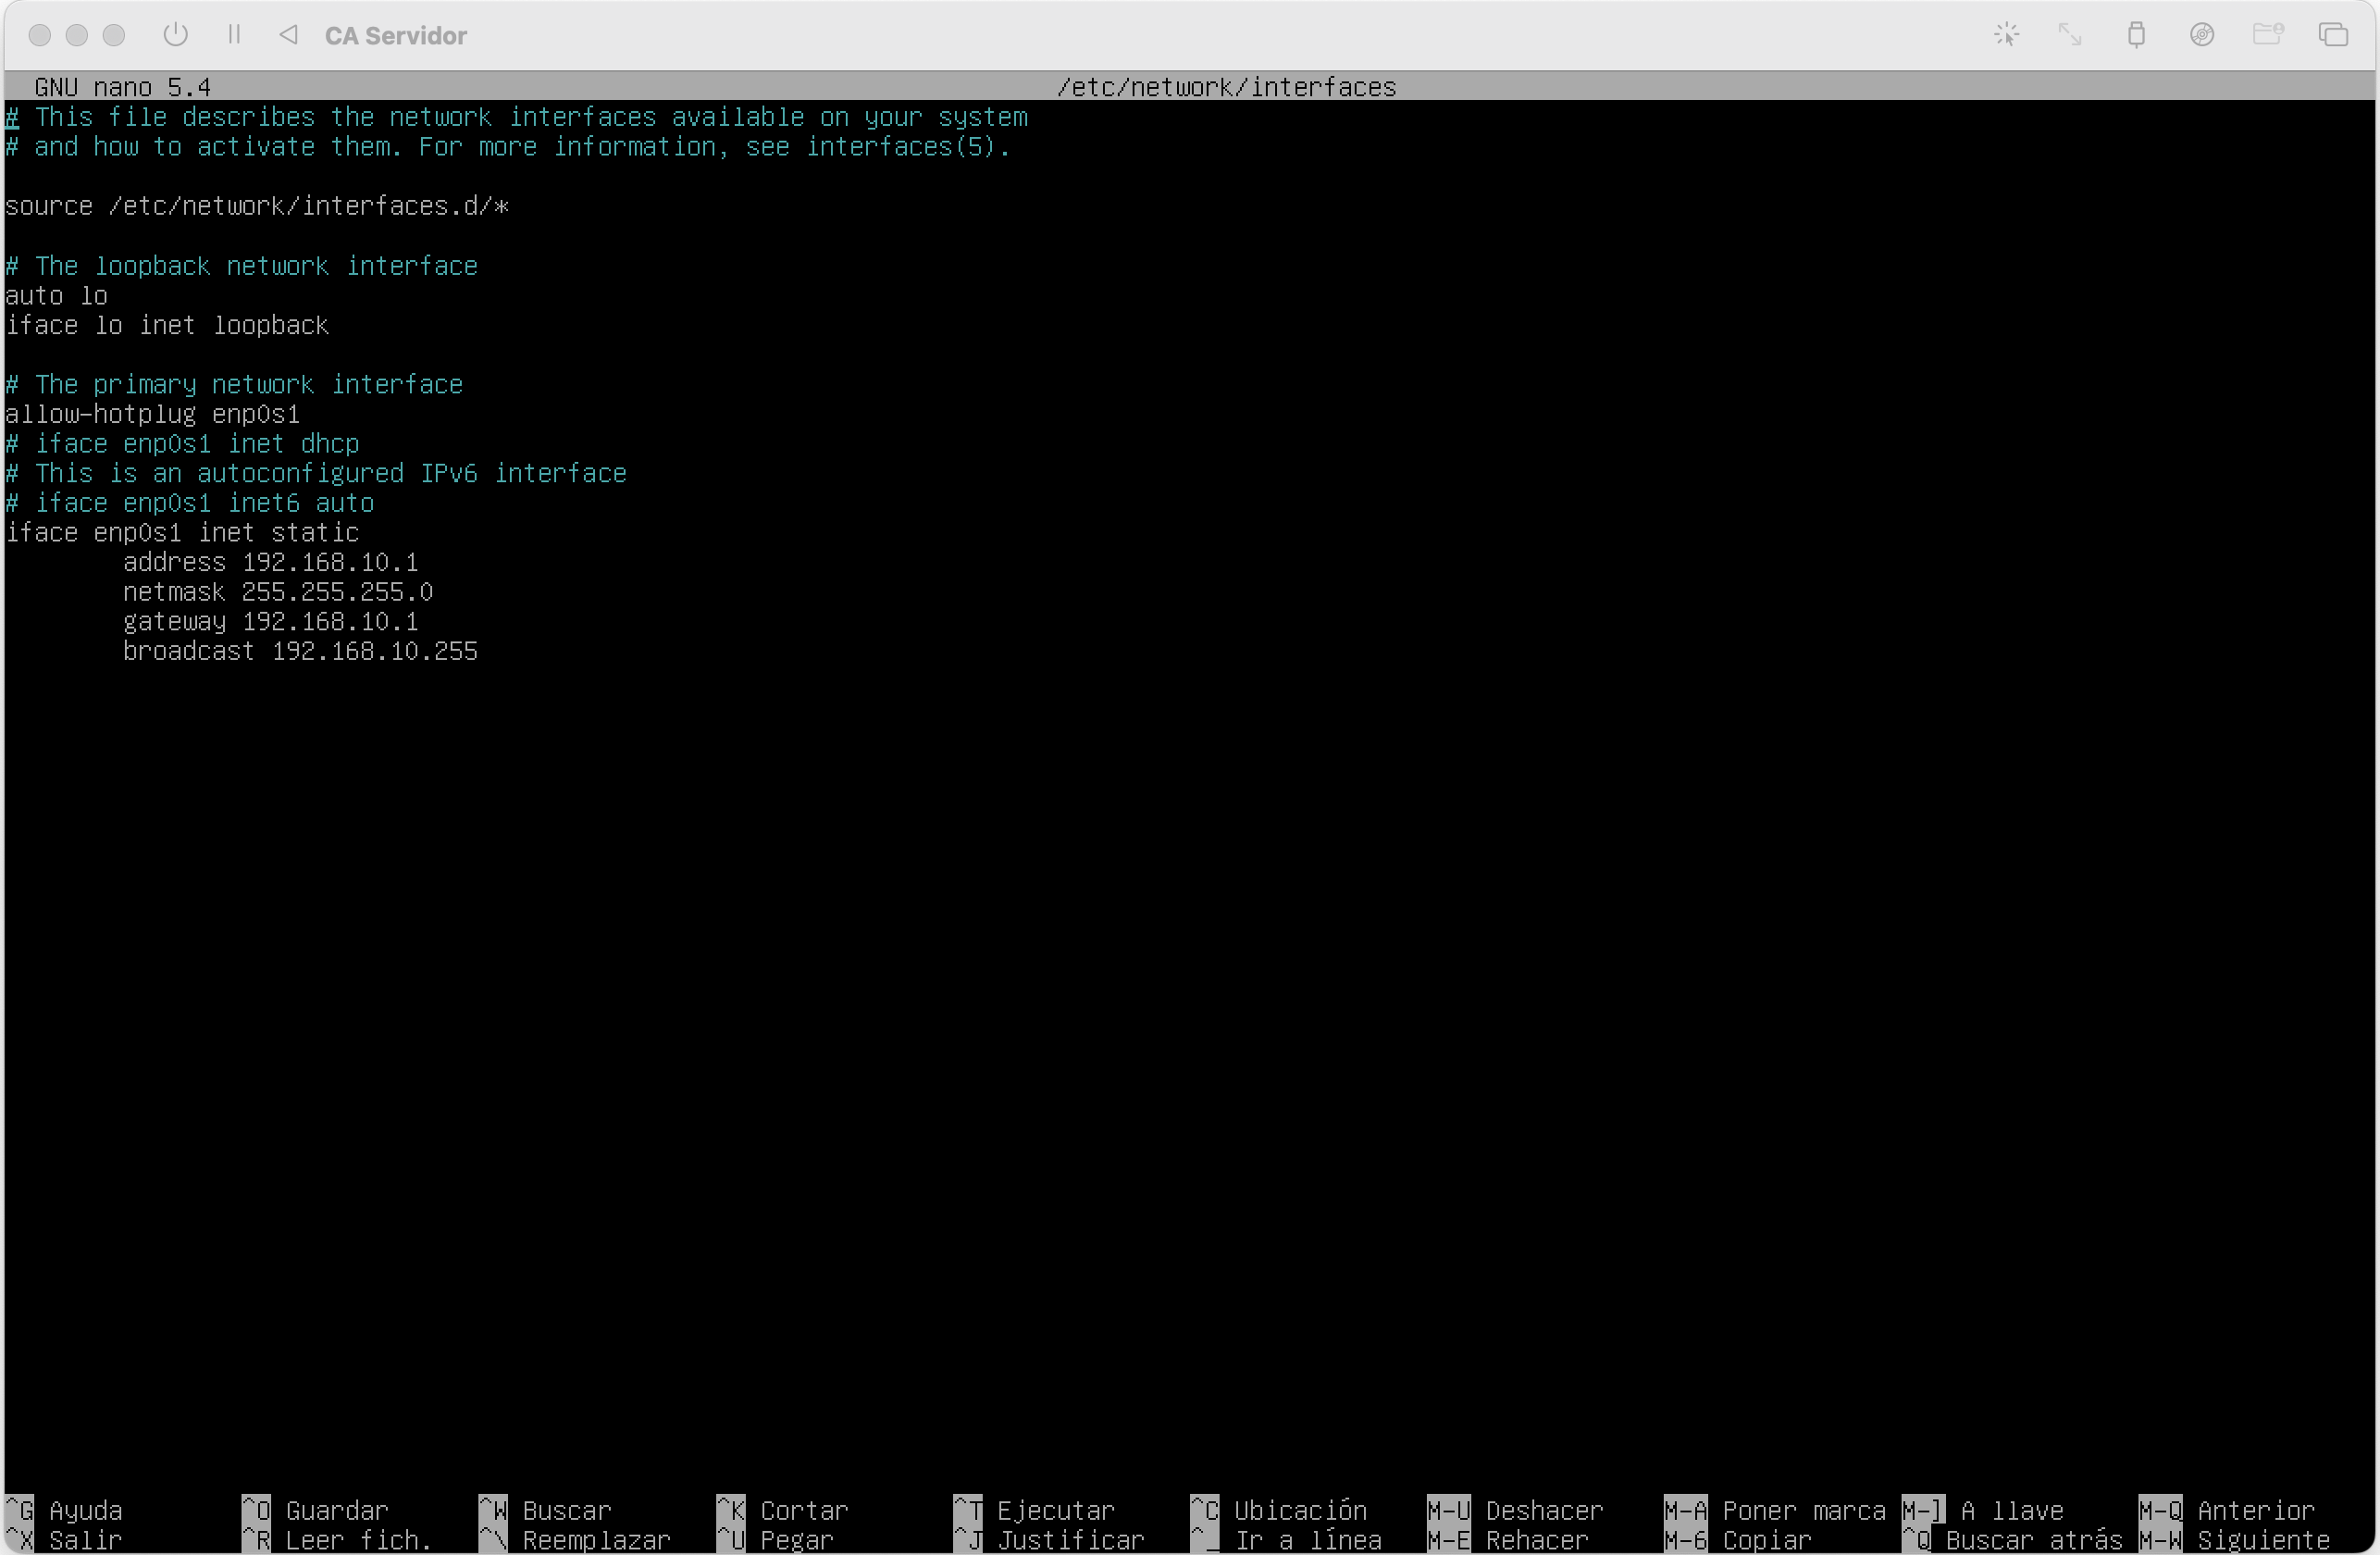 CA Servidor
GNU nano 5.4 /etc/network/interfaces
# This file describes the network interfaces available on your system
# and how to activate them. For more information, see interfaces(5).
source /etc/network/interfaces.d/*
# The loopback network interface
auto lo
iface lo inet loopback
# The primary network interface
allow-hotplug enp0s1
# iface enp0s1 inet dhcp
# This is an autoconfigured IPv6 interface
# iface enp0s1 inet6 auto
iface enp0s1 inet static
address 192.168.10.1
netmask 255.255.255.0
gateway 192.168.10.1
broadcast 192.168.10.255
^G Ayuda ^O Guardar ^W Buscar ^K Cortar ^T Ejecutar ^C Ubicación M-U Deshacer M-A Poner marca M-] A llave M-Q Anterior
^X Salir ^R Leer fich. ^\ Reemplazar ^U Pegar ^J Justificar ^_ Ir a línea M-E Rehacer M-6 Copiar ^Q Buscar atrás M-W Siguiente